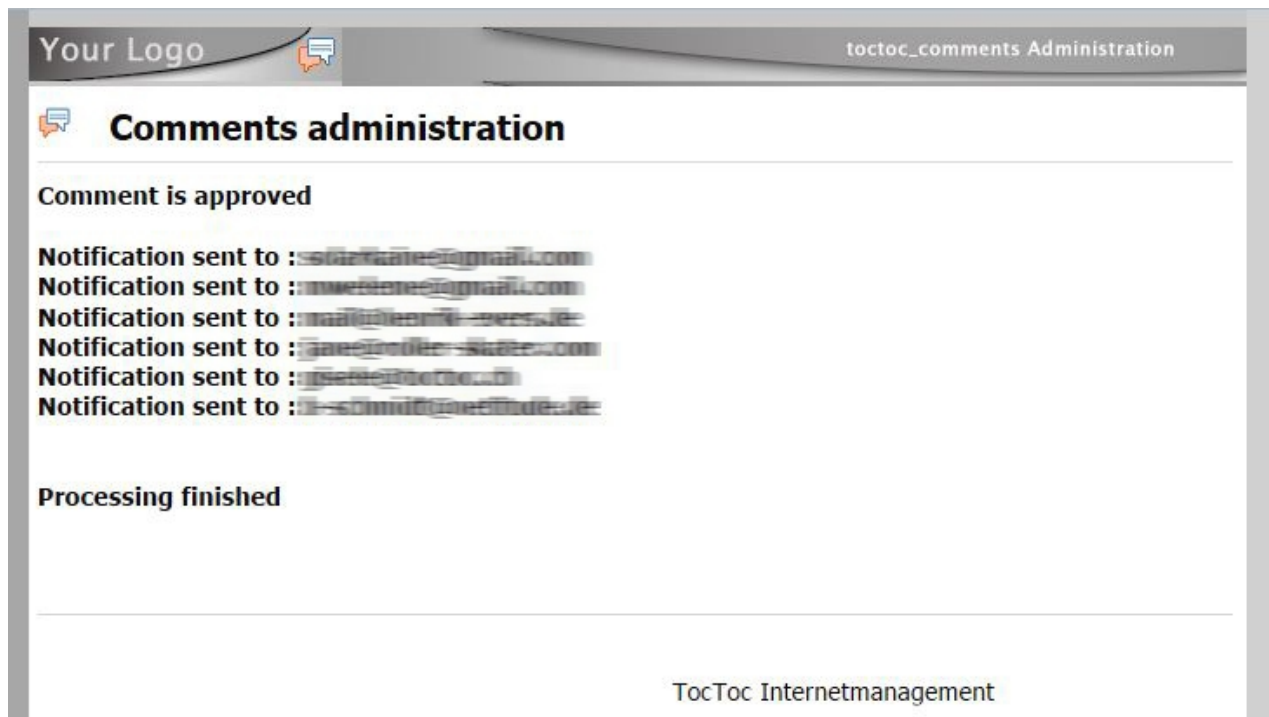 Your Logo
toctoc_comments Administration
Comments administration
Comment is approved
Notification sent to :
Notification sent to :
Notification sent to :
Notification sent to :
Notification sent to :
Notification sent to :
Processing finished
TocToc Internetmanagement